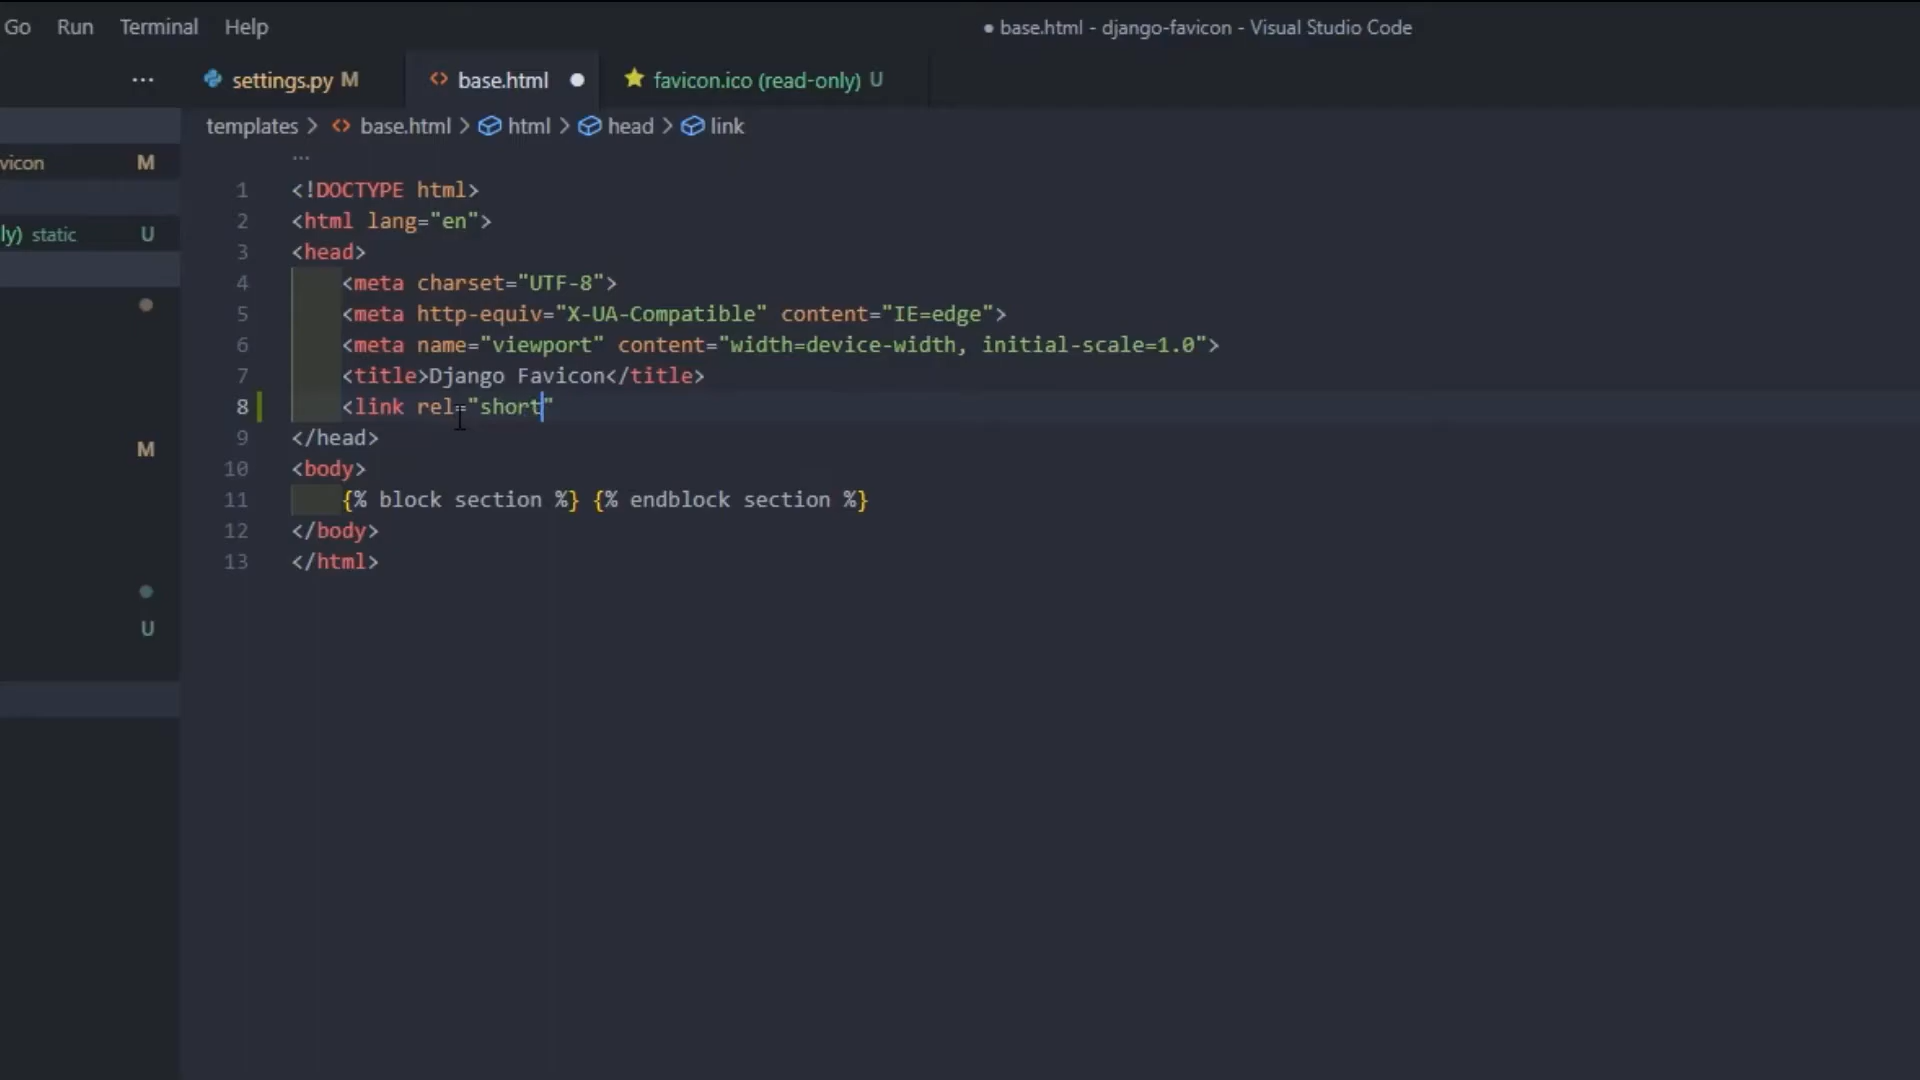 Go Run Terminal Help
● base.html - django-favicon - Visual Studio Code
... settings.py M <> base.html ● favicon.ico (read-only) U
templates > <> base.html > html > head > link
vicon M
ly) static U
M
U
...
1 <!DOCTYPE html>
2 <html lang="en">
3 <head>
4 <meta charset="UTF-8">
5 <meta http-equiv="X-UA-Compatible" content="IE=edge">
6 <meta name="viewport" content="width=device-width, initial-scale=1.0">
7 <title>Django Favicon</title>
8 <link rel="short"
9 </head>
10 <body>
11 {% block section %} {% endblock section %}
12 </body>
13 </html>